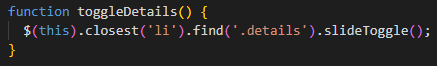 function toggleDetails() {
  $(this).closest('li').find('.details').slideToggle();
}